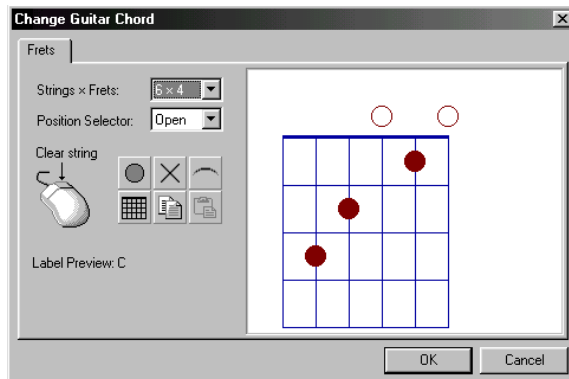 Change Guitar Chord
Frets
Strings × Frets: 6 × 4
Position Selector: Open
Clear string
Label Preview: C
OK Cancel